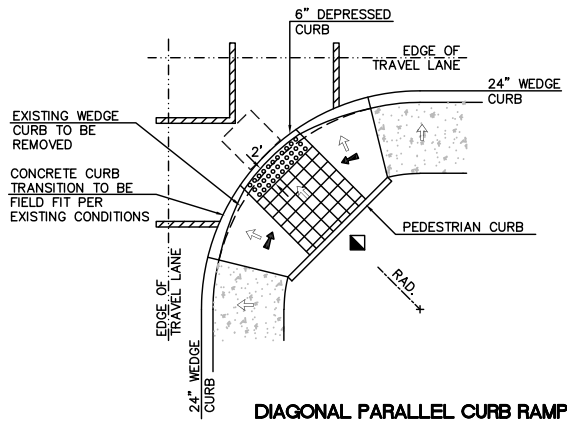 6" DEPRESSED
CURB
EDGE OF
TRAVEL LANE
24" WEDGE
CURB
EXISTING WEDGE
CURB TO BE
REMOVED
2'
CONCRETE CURB
TRANSITION TO BE
FIELD FIT PER
EXISTING CONDITIONS
PEDESTRIAN CURB
EDGE OF
TRAVEL LANE
RAD.
24" WEDGE
CURB
DIAGONAL PARALLEL CURB RAMP